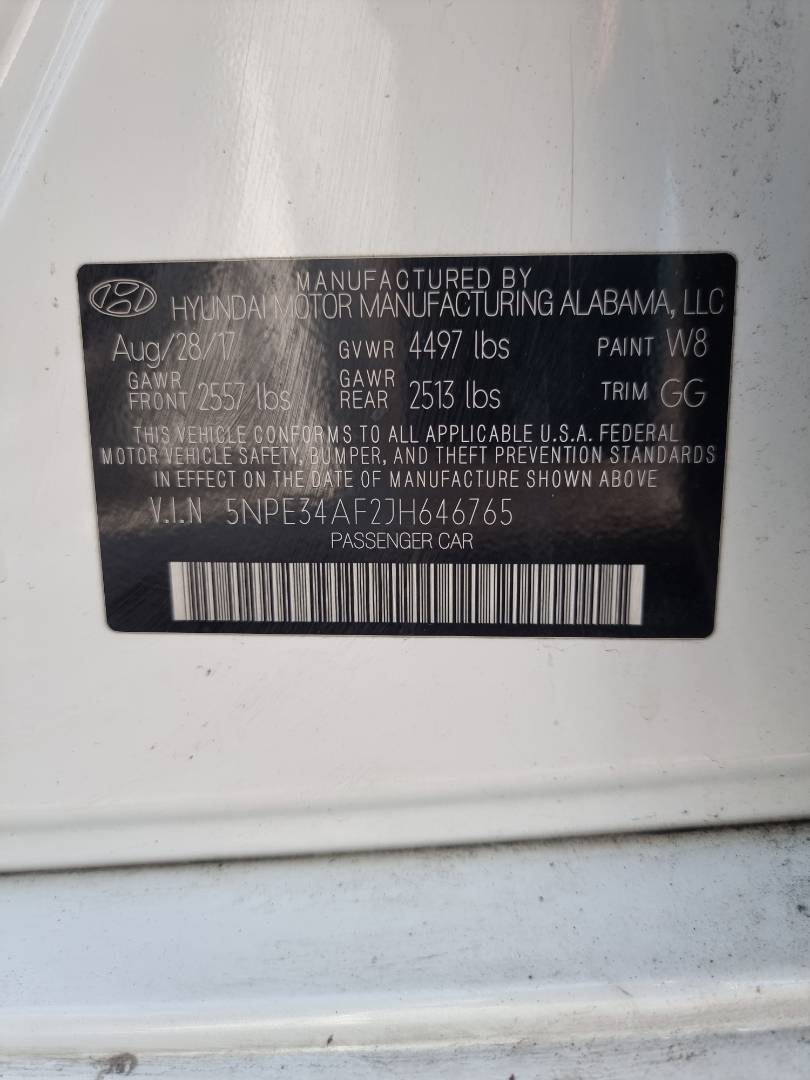 MANUFACTURED BY
HYUNDAI MOTOR MANUFACTURING ALABAMA, LLC
Aug/28/17 GVWR 4497 lbs PAINT W8
GAWR FRONT 2557 lbs GAWR REAR 2513 lbs TRIM GG
THIS VEHICLE CONFORMS TO ALL APPLICABLE U.S.A. FEDERAL
MOTOR VEHICLE SAFETY, BUMPER, AND THEFT PREVENTION STANDARDS
IN EFFECT ON THE DATE OF MANUFACTURE SHOWN ABOVE
V.I.N 5NPE34AF2JH646765
PASSENGER CAR